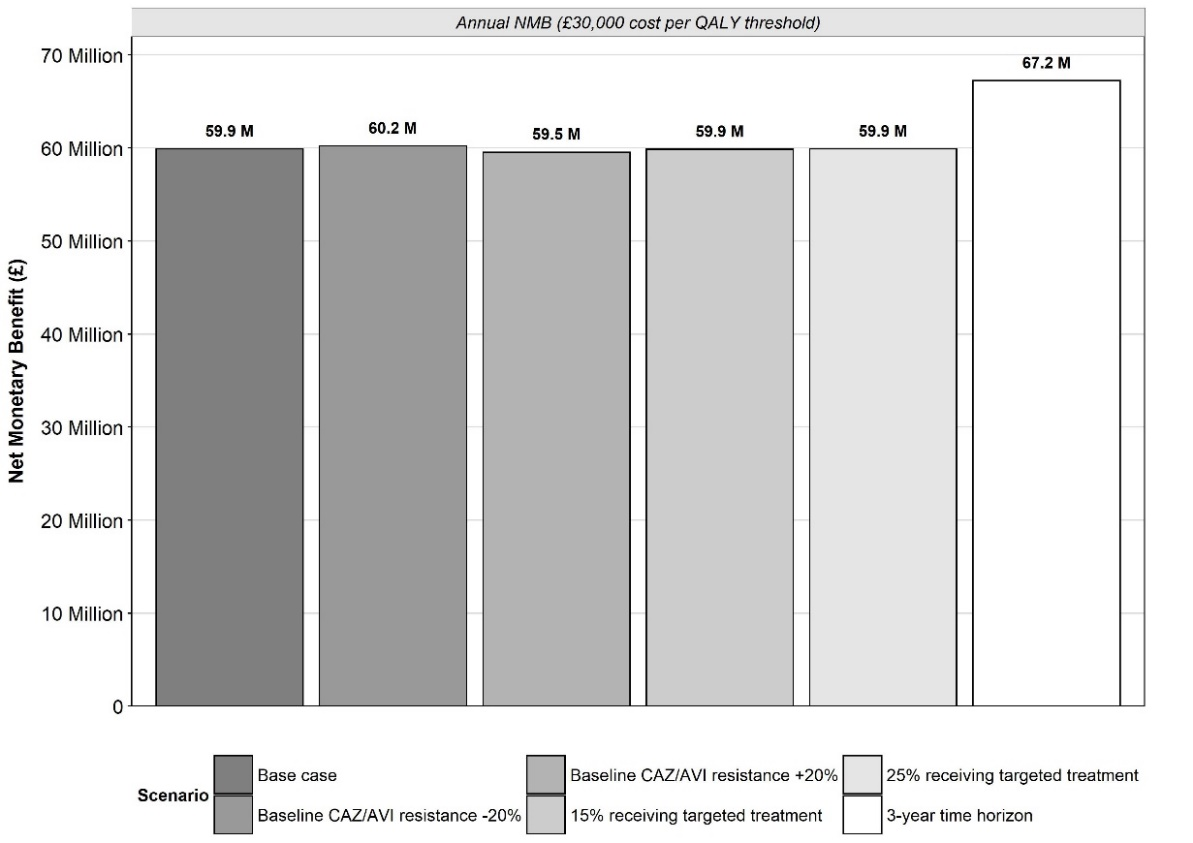 Annual NMB (£30,000 cost per QALY threshold)
Net Monetary Benefit (£)
70 Million
60 Million
50 Million
40 Million
30 Million
20 Million
10 Million
0
59.9 M
60.2 M
59.5 M
59.9 M
59.9 M
67.2 M
Scenario
Base case
Baseline CAZ/AVI resistance -20%
Baseline CAZ/AVI resistance +20%
15% receiving targeted treatment
25% receiving targeted treatment
3-year time horizon